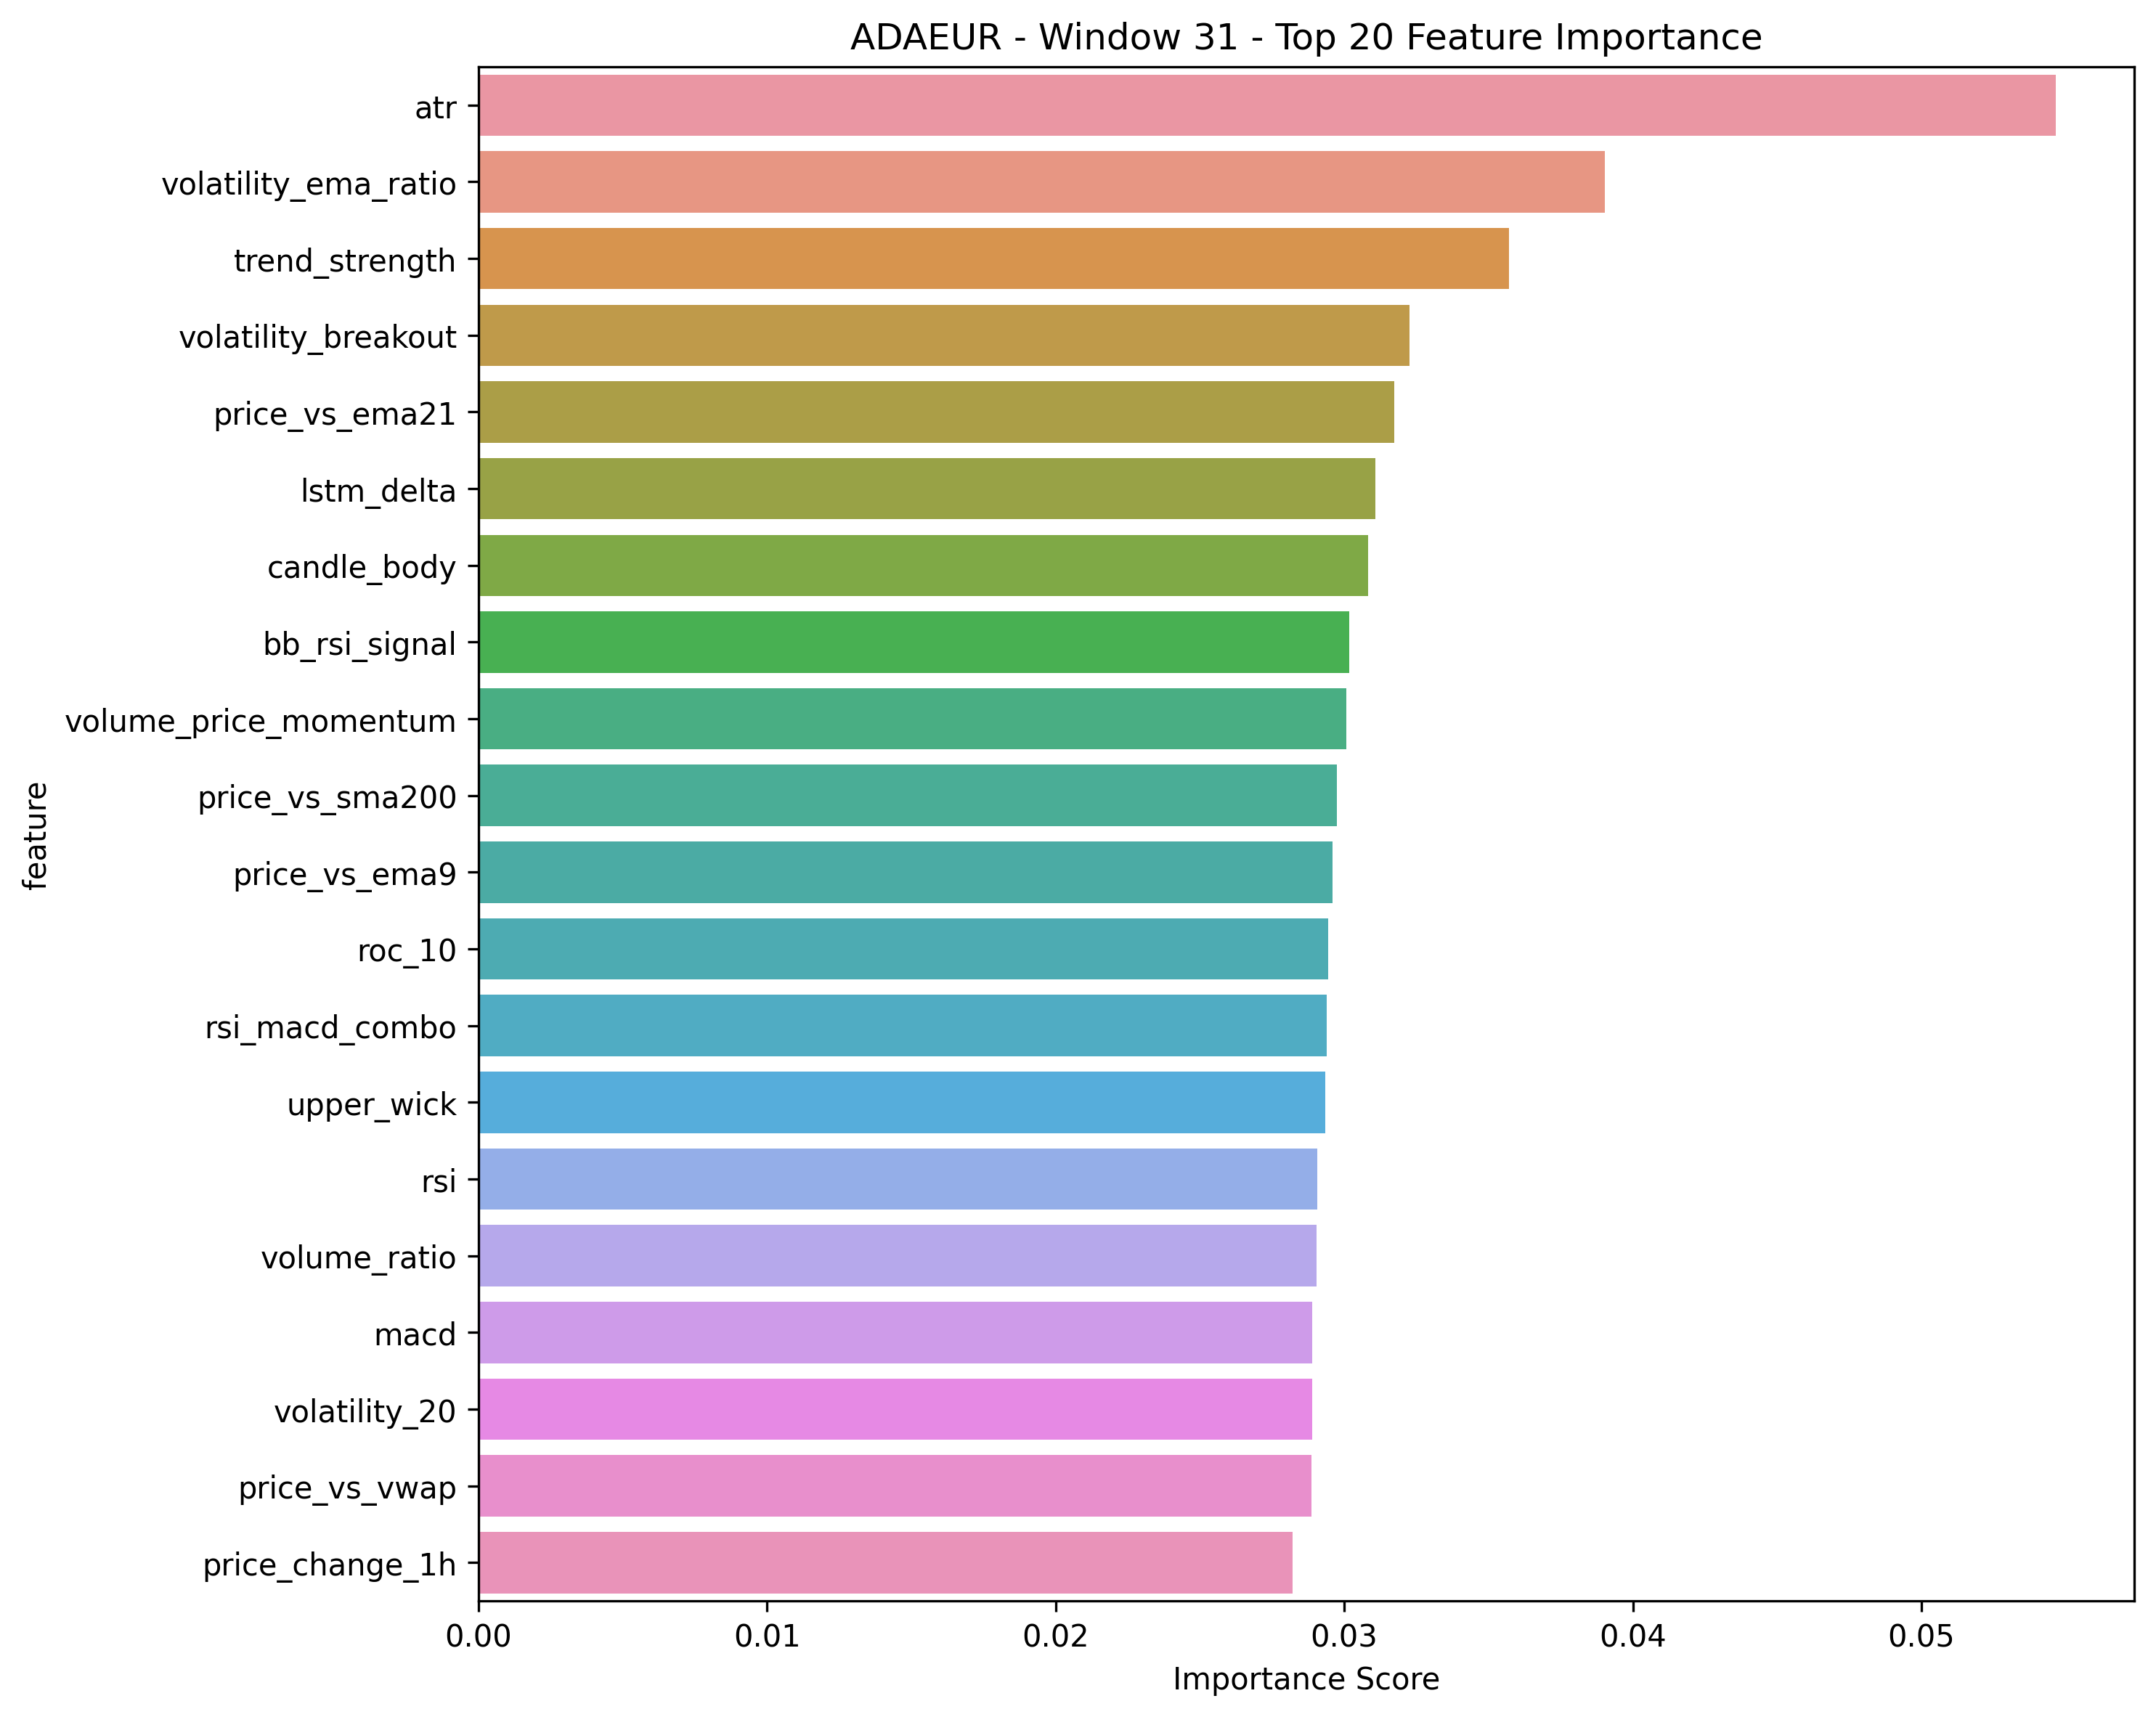 ADAEUR - Window 31 - Top 20 Feature Importance
atr
volatility_ema_ratio
trend_strength
volatility_breakout
price_vs_ema21
lstm_delta
candle_body
bb_rsi_signal
volume_price_momentum
price_vs_sma200
price_vs_ema9
roc_10
rsi_macd_combo
upper_wick
rsi
volume_ratio
macd
volatility_20
price_vs_vwap
price_change_1h
feature
0.00 0.01 0.02 0.03 0.04 0.05
Importance Score